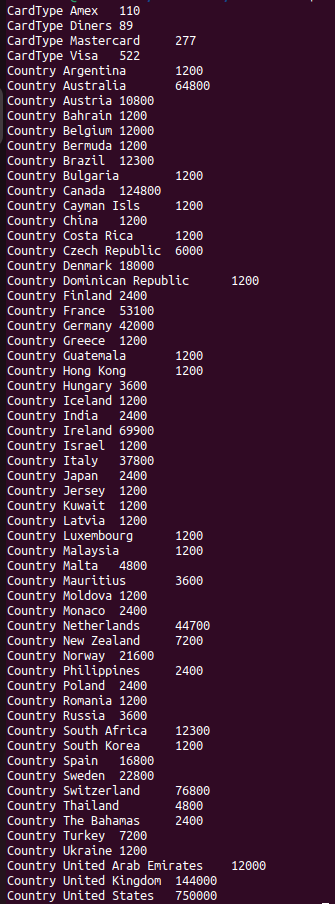 CardType Amex 110
CardType Diners 89
CardType Mastercard 277
CardType Visa 522
Country Argentina 1200
Country Australia 64800
Country Austria 10800
Country Bahrain 1200
Country Belgium 12000
Country Bermuda 1200
Country Brazil 12300
Country Bulgaria 1200
Country Canada 124800
Country Cayman Isls 1200
Country China 1200
Country Costa Rica 1200
Country Czech Republic 6000
Country Denmark 18000
Country Dominican Republic 1200
Country Finland 2400
Country France 53100
Country Germany 42000
Country Greece 1200
Country Guatemala 1200
Country Hong Kong 1200
Country Hungary 3600
Country Iceland 1200
Country India 2400
Country Ireland 69900
Country Israel 1200
Country Italy 37800
Country Japan 2400
Country Jersey 1200
Country Kuwait 1200
Country Latvia 1200
Country Luxembourg 1200
Country Malaysia 1200
Country Malta 4800
Country Mauritius 3600
Country Moldova 1200
Country Monaco 2400
Country Netherlands 44700
Country New Zealand 7200
Country Norway 21600
Country Philippines 2400
Country Poland 2400
Country Romania 1200
Country Russia 3600
Country South Africa 12300
Country South Korea 1200
Country Spain 16800
Country Sweden 22800
Country Switzerland 76800
Country Thailand 4800
Country The Bahamas 2400
Country Turkey 7200
Country Ukraine 1200
Country United Arab Emirates 12000
Country United Kingdom 144000
Country United States 750000